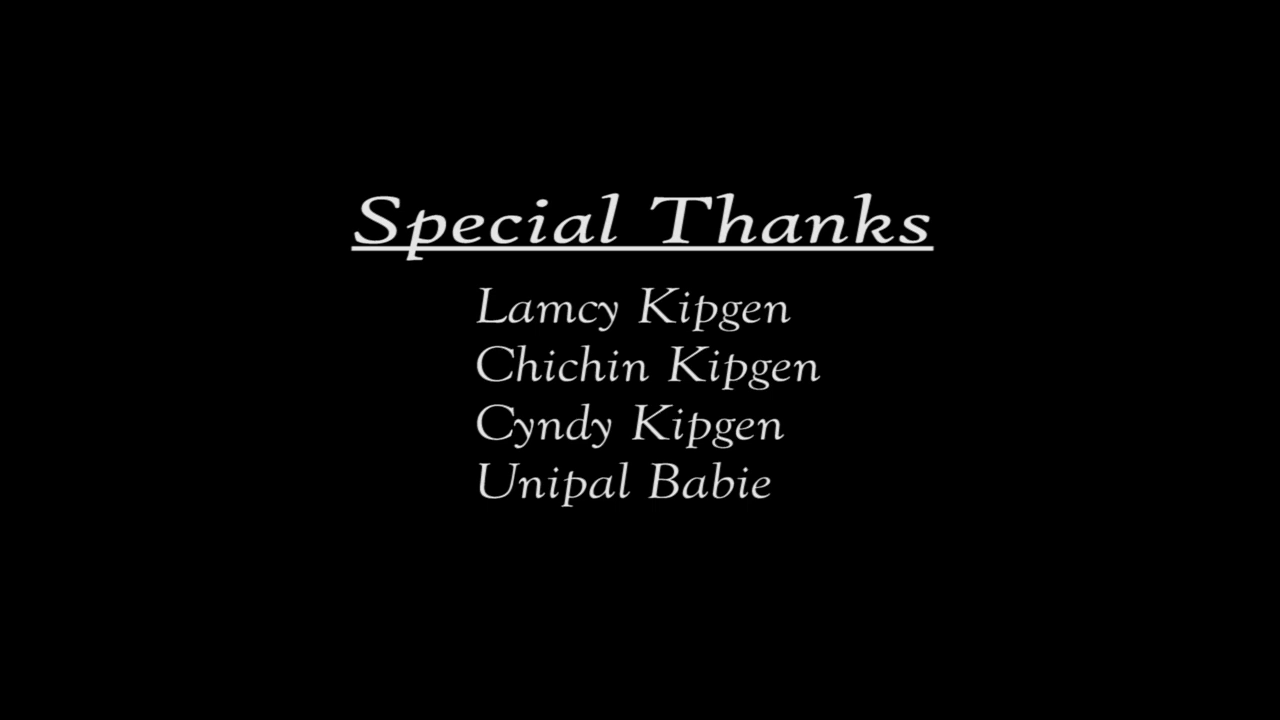 Special Thanks
Lamcy Kipgen
Chichin Kipgen
Cyndy Kipgen
Unipal Babie